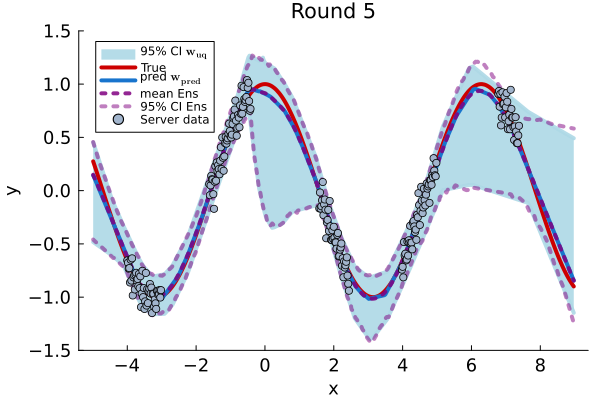 Round 5
1.5
1.0
0.5
0.0
−0.5
−1.0
−1.5
y
95% CI w_uq
True
pred w_pred
mean Ens
95% CI Ens
Server data
−4 −2 0 2 4 6 8
x